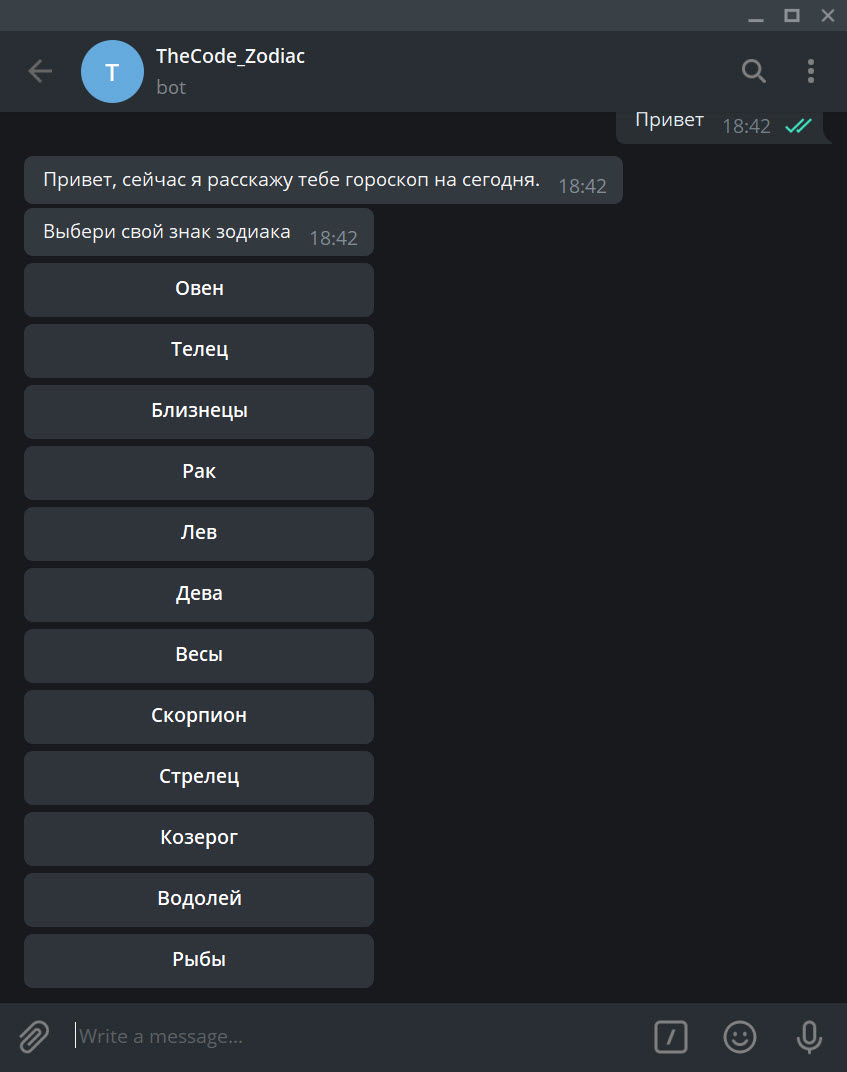 T
TheCode_Zodiac
bot
Привет 18:42
Привет, сейчас я расскажу тебе гороскоп на сегодня. 18:42
Выбери свой знак зодиака 18:42
Овен
Телец
Близнецы
Рак
Лев
Дева
Весы
Скорпион
Стрелец
Козерог
Водолей
Рыбы
Write a message...